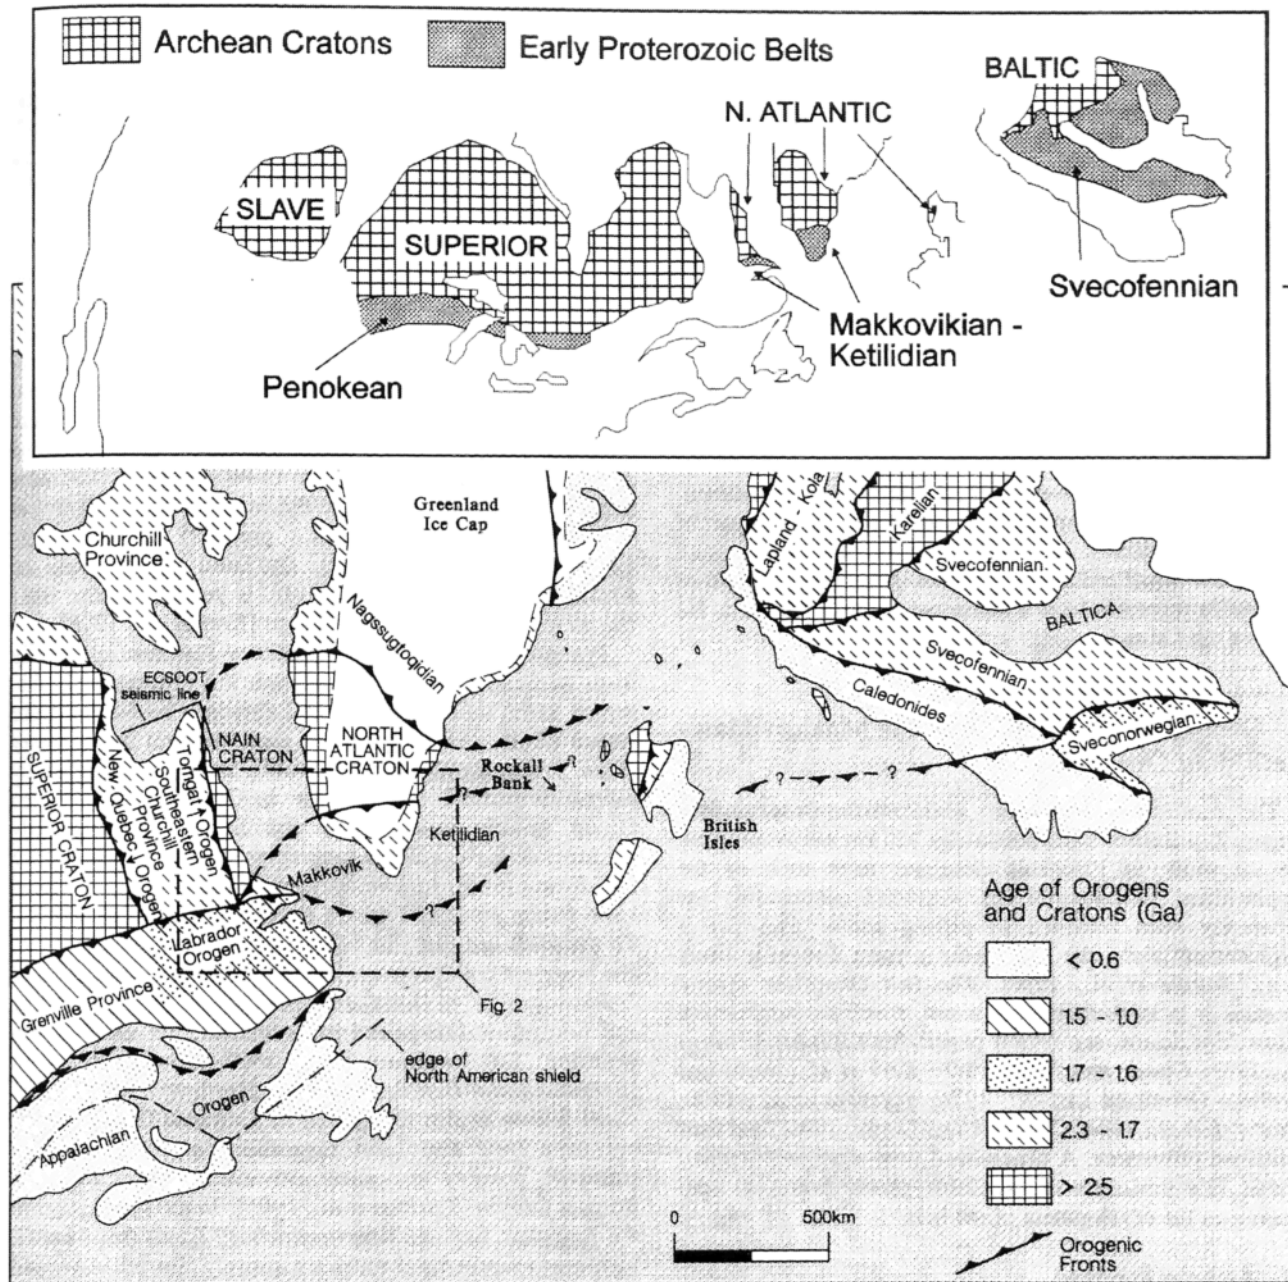 Archean Cratons
Early Proterozoic Belts
BALTIC
N. ATLANTIC
SLAVE
SUPERIOR
Svecofennian
Makkovikian -
Ketilidian
Penokean
Greenland
Ice Cap
Churchill
Province
Lapland - Kola
Karelian
Svecofennian
BALTICA
Nagssugtoqidian
ECSOOT
seismic line
Svecofennian
Caledonides
NAIN
CRATON
NORTH
ATLANTIC
CRATON
Sveconorwegian
SUPERIOR CRATON
New Quebec Orogen
Southeastern
Churchill
Province
Torngat Orogen
Rockall
Bank
?
?
?
?
British
Isles
Ketilidian
Makkovik
?
Labrador
Orogen
Grenville Province
Fig. 2
edge of
North American shield
Orogen
Appalachian
Age of Orogens
and Cratons (Ga)
< 0.6
1.5 - 1.0
1.7 - 1.6
2.3 - 1.7
> 2.5
0 500km
Orogenic
Fronts